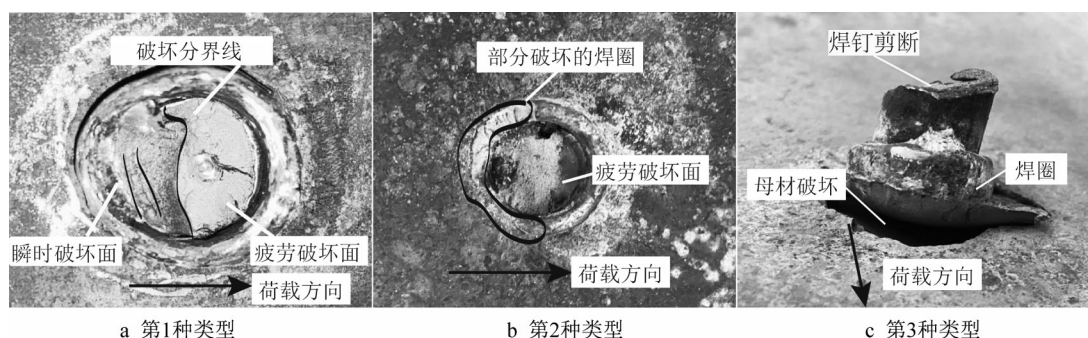 破坏分界线
瞬时破坏面
疲劳破坏面
荷载方向
a 第1种类型
部分破坏的焊圈
疲劳破坏面
荷载方向
b 第2种类型
焊钉剪断
焊圈
母材破坏
荷载方向
c 第3种类型